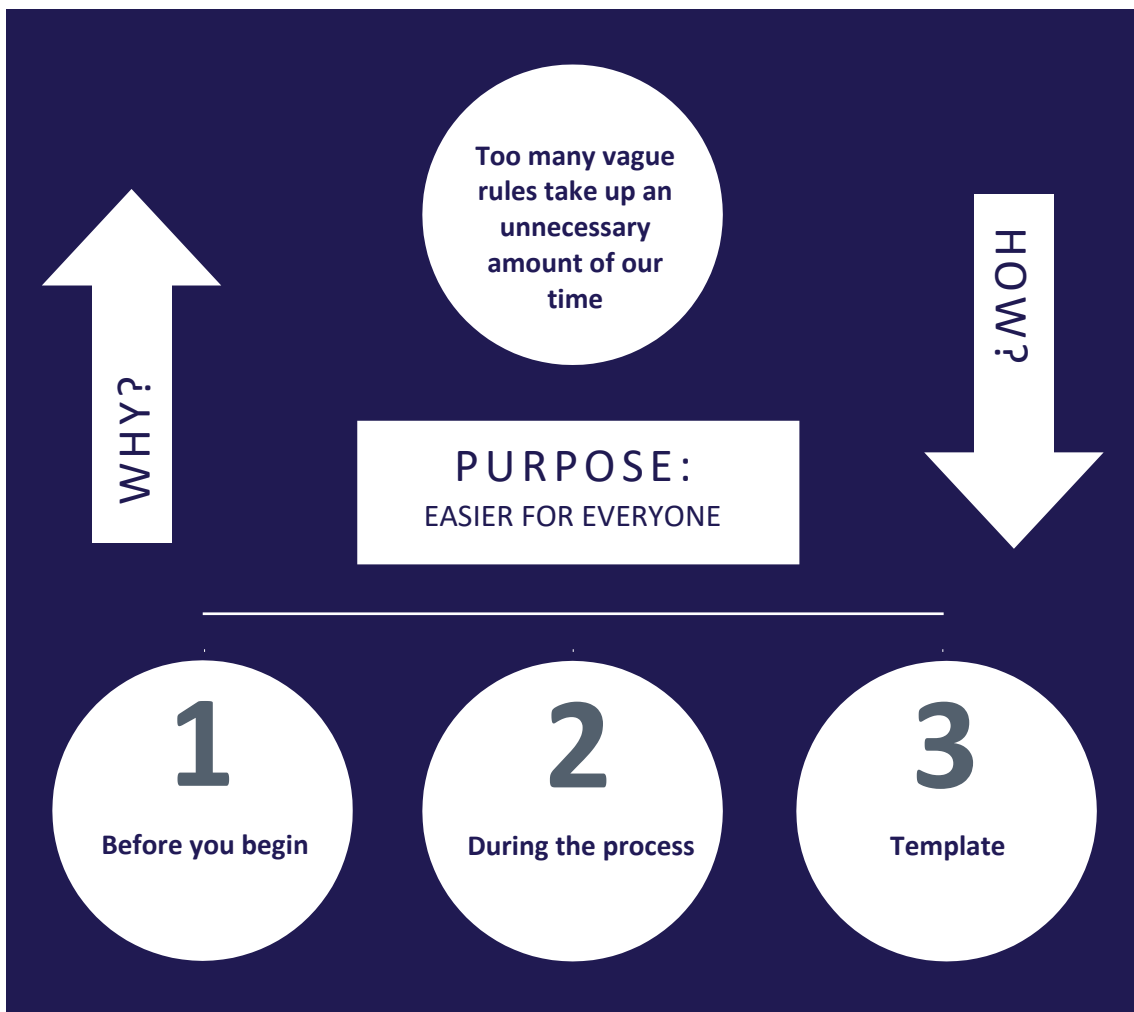 Too many vague
rules take up an
unnecessary
amount of our
time
WHY?
HOW?
PURPOSE:
EASIER FOR EVERYONE
1
Before you begin
2
During the process
3
Template